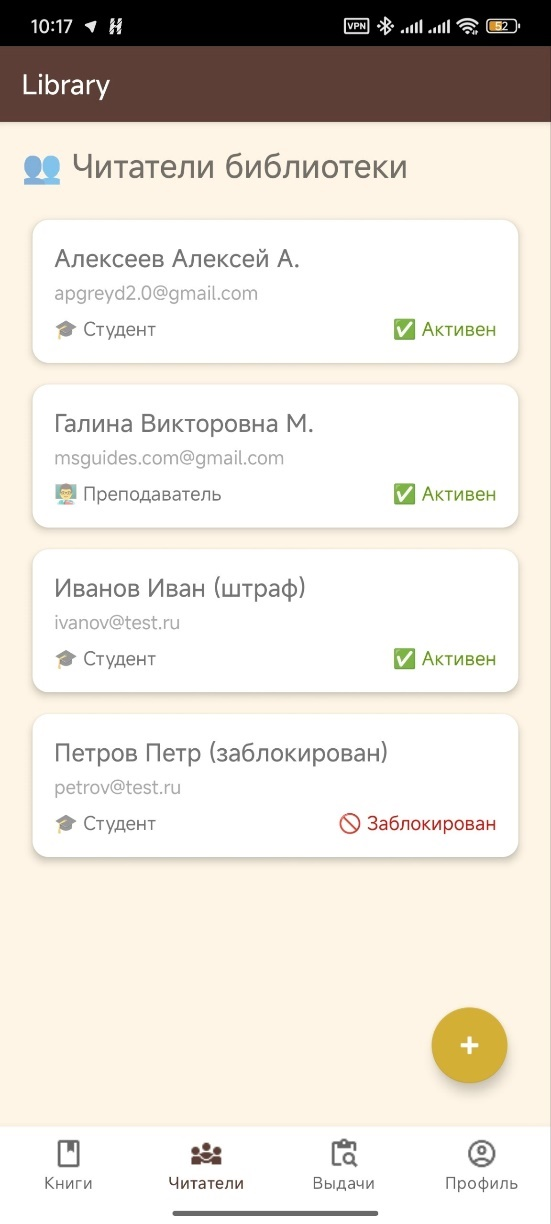 10:17 VPN 52
Library
👥 Читатели библиотеки
Алексеев Алексей А.
apgreyd2.0@gmail.com
🎓 Студент ✅ Активен
Галина Викторовна М.
msguides.com@gmail.com
👨‍🏫 Преподаватель ✅ Активен
Иванов Иван (штраф)
ivanov@test.ru
🎓 Студент ✅ Активен
Петров Петр (заблокирован)
petrov@test.ru
🎓 Студент 🚫 Заблокирован
+
Книги Читатели Выдачи Профиль